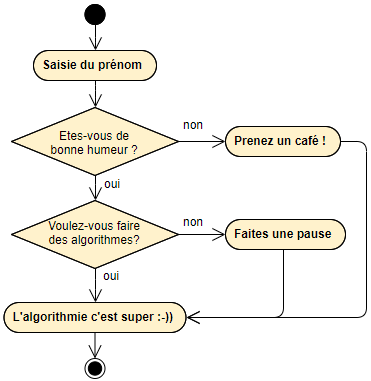 Saisie du prénom
Etes-vous de
bonne humeur ?
non
Prenez un café !
oui
Voulez-vous faire
des algorithmes?
non
Faites une pause
oui
L'algorithmie c'est super :-))